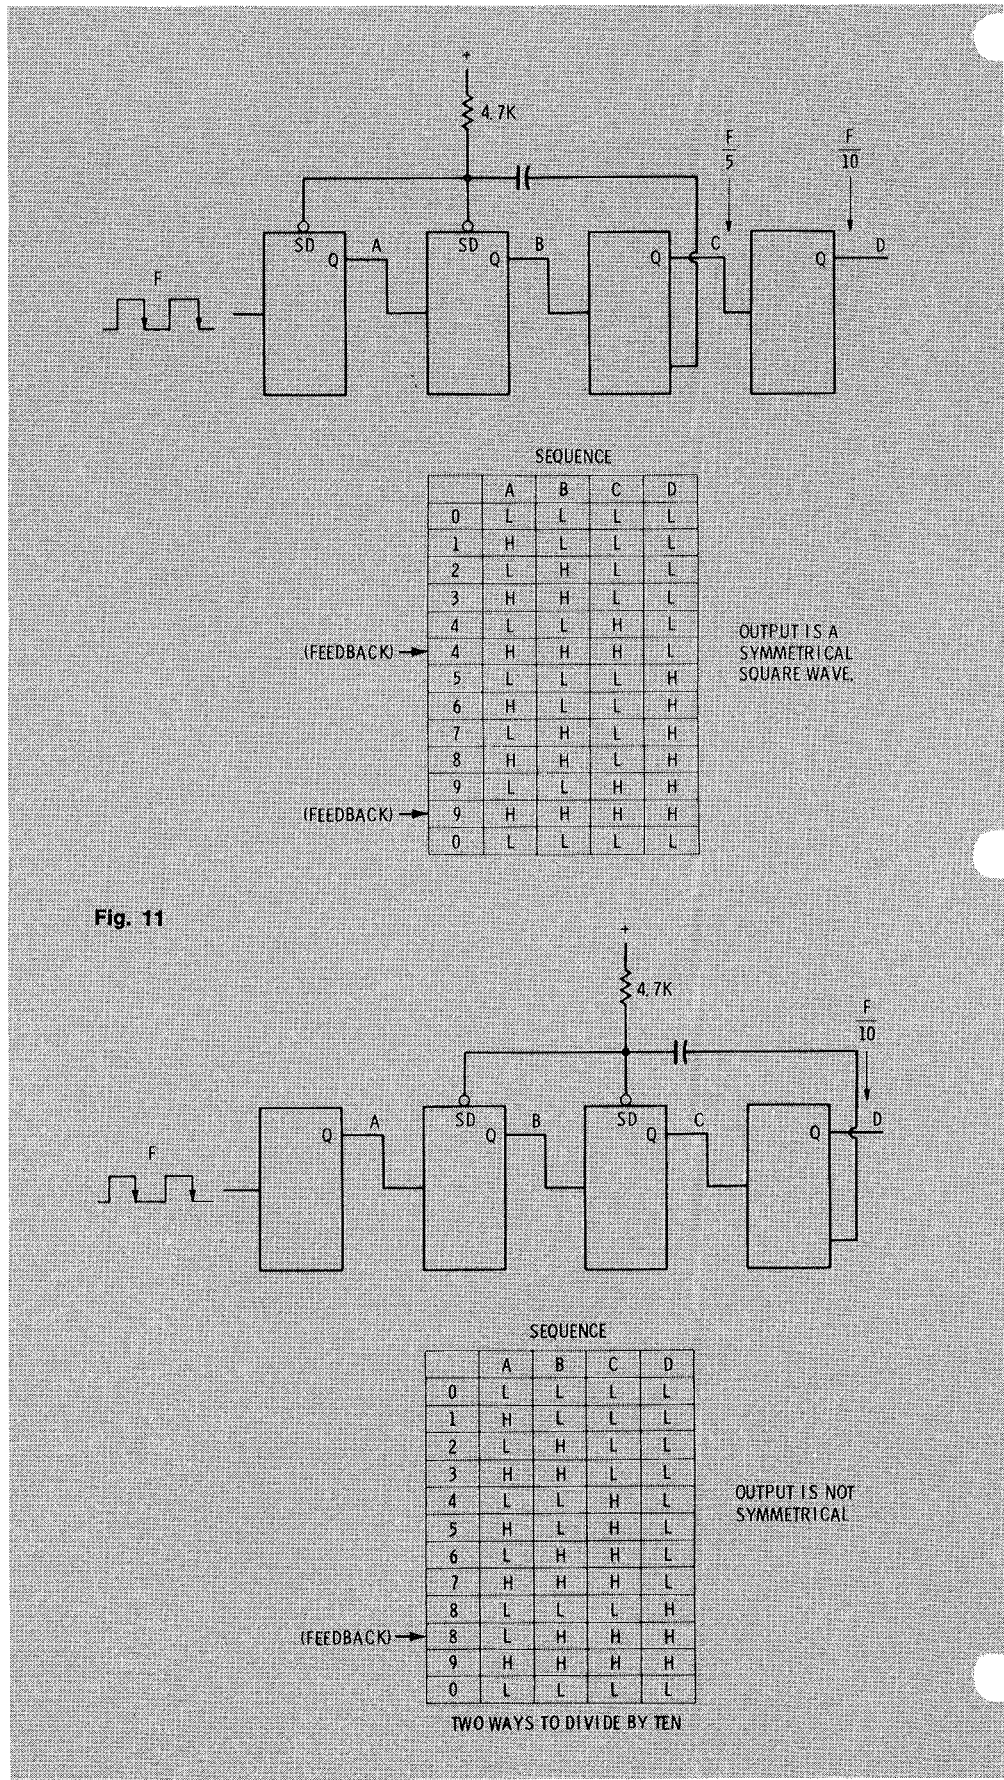 +
4.7K
F
5
F
10
SD
Q
A
SD
Q
B
Q
C
Q
D
F
SEQUENCE
A B C D
0 L L L L
1 H L L L
2 L H L L
3 H H L L
4 L L H L
(FEEDBACK) 4 H H H L
5 L L L H
6 H L L H
7 L H L H
8 H H L H
9 L L H H
(FEEDBACK) 9 H H H H
0 L L L L
OUTPUT IS A
SYMMETRICAL
SQUARE WAVE.
Fig. 11
+
4.7K
F
10
Q
A
SD
Q
B
SD
Q
C
Q
D
F
SEQUENCE
A B C D
0 L L L L
1 H L L L
2 L H L L
3 H H L L
4 L L H L
5 H L H L
6 L H H L
7 H H H L
8 L L L H
(FEEDBACK) 8 L H H H
9 H H H H
0 L L L L
OUTPUT IS NOT
SYMMETRICAL
TWO WAYS TO DIVIDE BY TEN